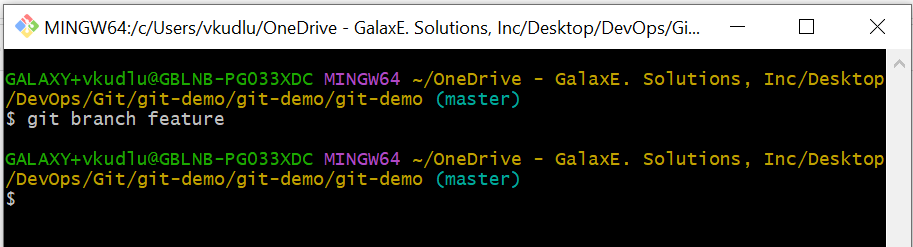 MINGW64:/c/Users/vkudlu/OneDrive - GalaxE. Solutions, Inc/Desktop/DevOps/Gi...
GALAXY+vkudlu@GBLNB-PG033XDC MINGW64 ~/OneDrive - GalaxE. Solutions, Inc/Desktop
/DevOps/Git/git-demo/git-demo/git-demo (master)
$ git branch feature
GALAXY+vkudlu@GBLNB-PG033XDC MINGW64 ~/OneDrive - GalaxE. Solutions, Inc/Desktop
/DevOps/Git/git-demo/git-demo/git-demo (master)
$